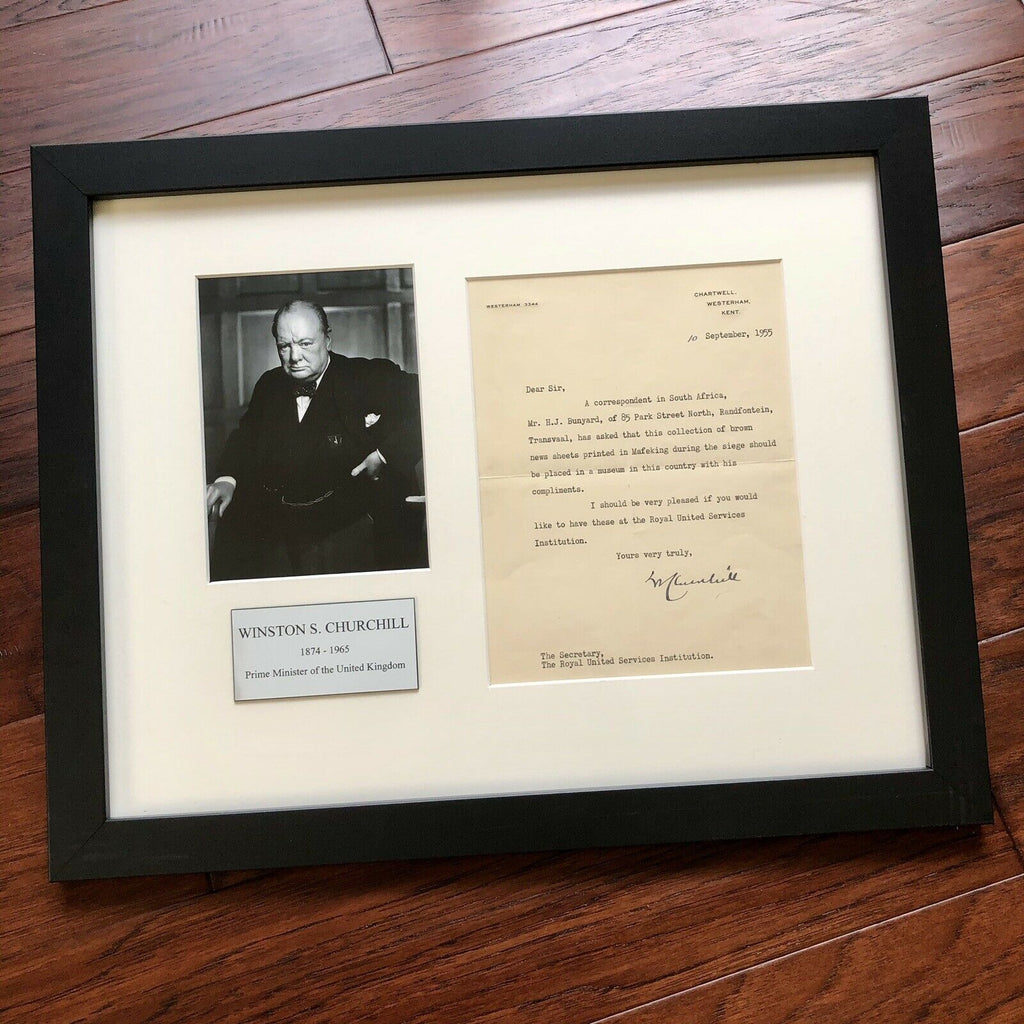 WINSTON S. CHURCHILL
1874 - 1965
Prime Minister of the United Kingdom
WESTERHAM 3344
CHARTWELL,
WESTERHAM,
KENT.
10 September, 1955
Dear Sir,
A correspondent in South Africa,
Mr. H.J. Bunyard, of 85 Park Street North, Randfontein,
Transvaal, has asked that this collection of brown
news sheets printed in Mafeking during the siege should
be placed in a museum in this country with his
compliments.
I should be very pleased if you would
like to have these at the Royal United Services
Institution.
Yours very truly,
W Churchill
The Secretary,
The Royal United Services Institution.